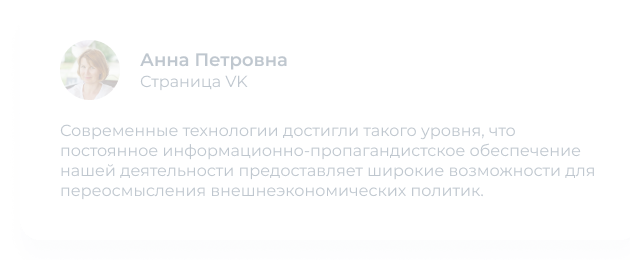 Анна Петровна
Страница VK
Современные технологии достигли такого уровня, что
постоянное информационно-пропагандистское обеспечение
нашей деятельности предоставляет широкие возможности для
переосмысления внешнеэкономических политик.